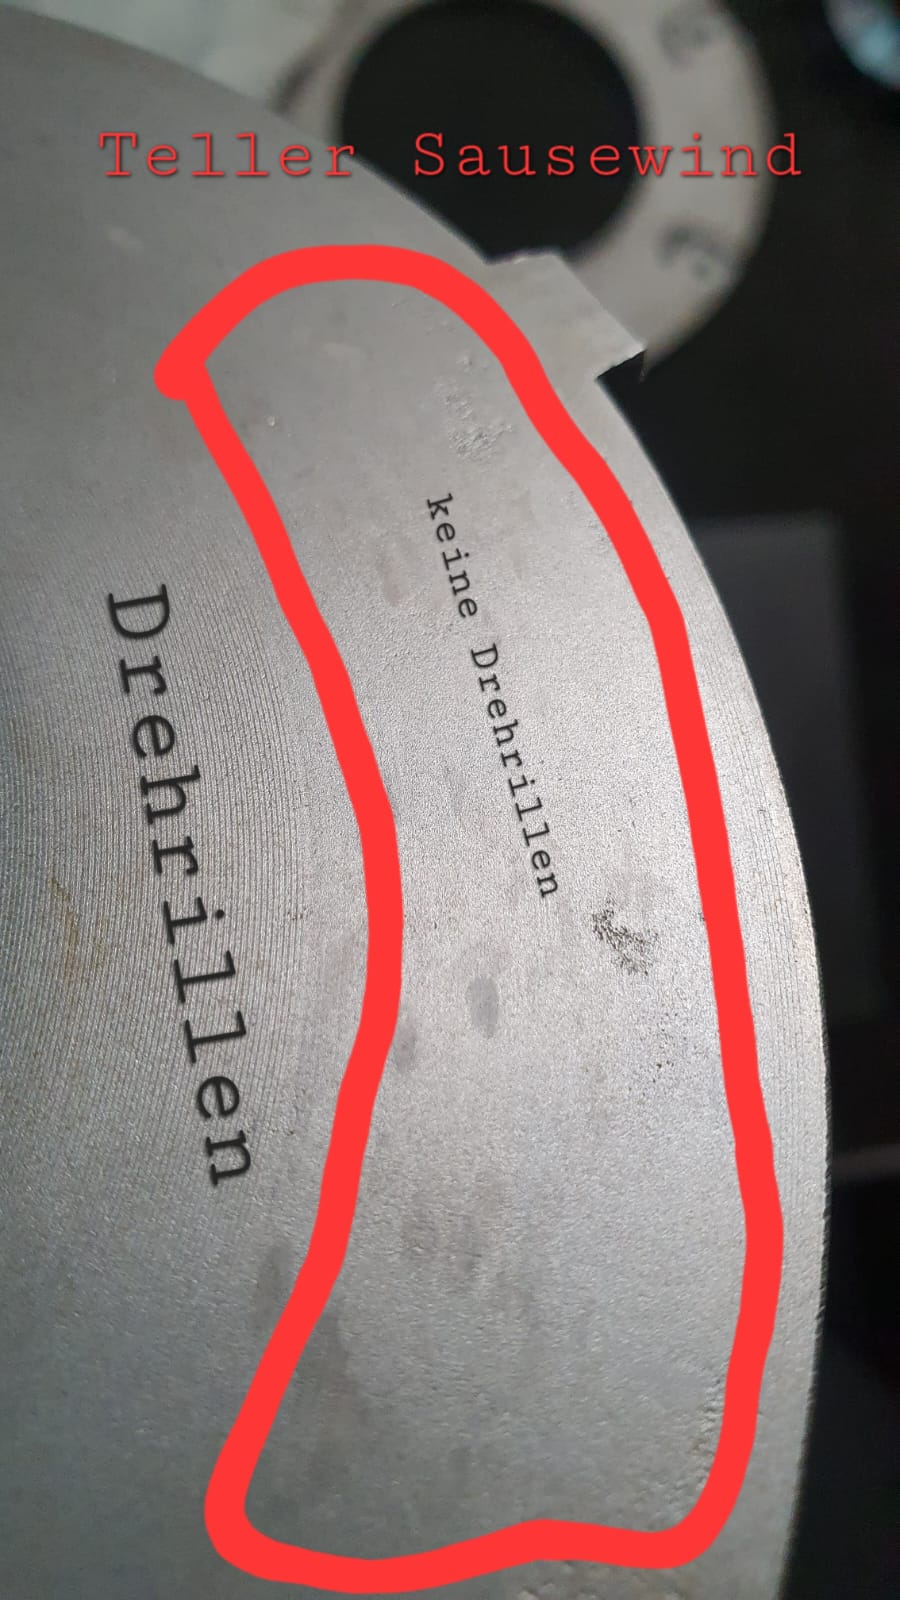 Teller Sausewind
keine Drehrillen
Drehrillen